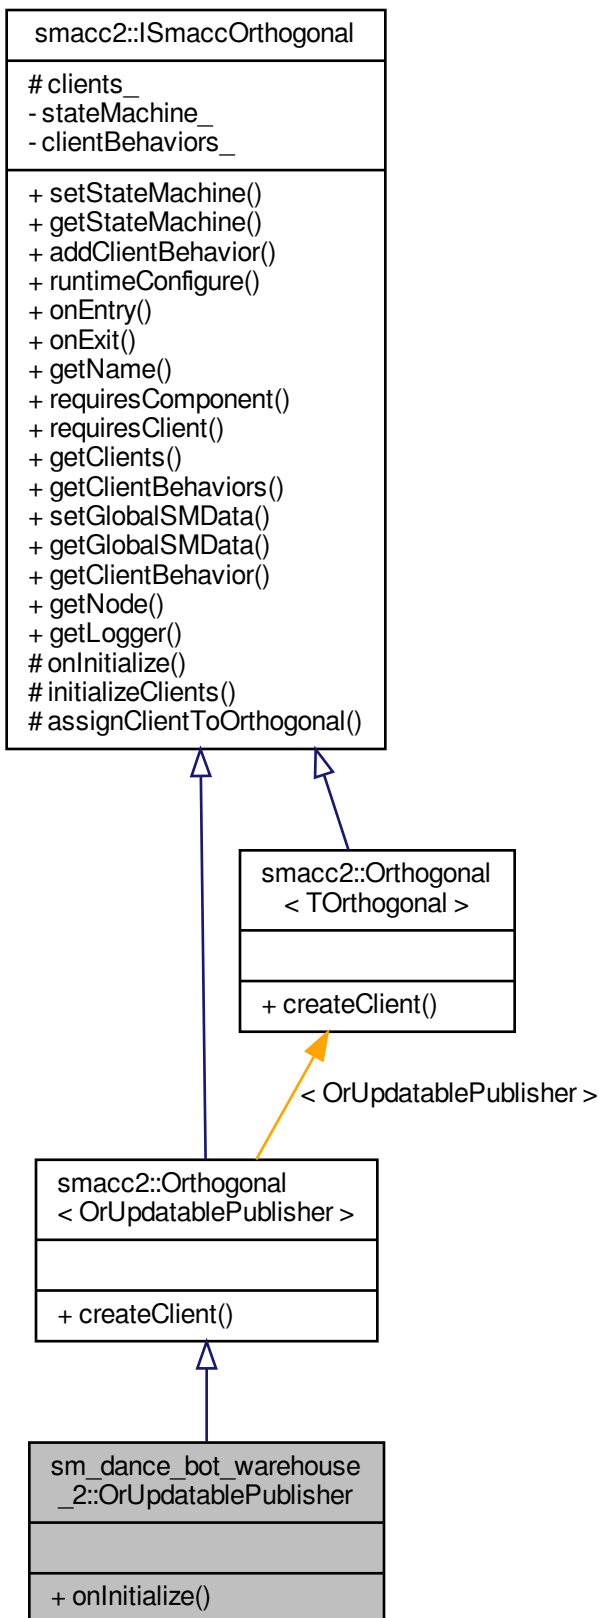 smacc2::ISmaccOrthogonal
# clients_
- stateMachine_
- clientBehaviors_
+ setStateMachine()
+ getStateMachine()
+ addClientBehavior()
+ runtimeConfigure()
+ onEntry()
+ onExit()
+ getName()
+ requiresComponent()
+ requiresClient()
+ getClients()
+ getClientBehaviors()
+ setGlobalSMData()
+ getGlobalSMData()
+ getClientBehavior()
+ getNode()
+ getLogger()
# onInitialize()
# initializeClients()
# assignClientToOrthogonal()
smacc2::Orthogonal
< TOrthogonal >
+ createClient()
< OrUpdatablePublisher >
smacc2::Orthogonal
< OrUpdatablePublisher >
+ createClient()
sm_dance_bot_warehouse
_2::OrUpdatablePublisher
+ onInitialize()